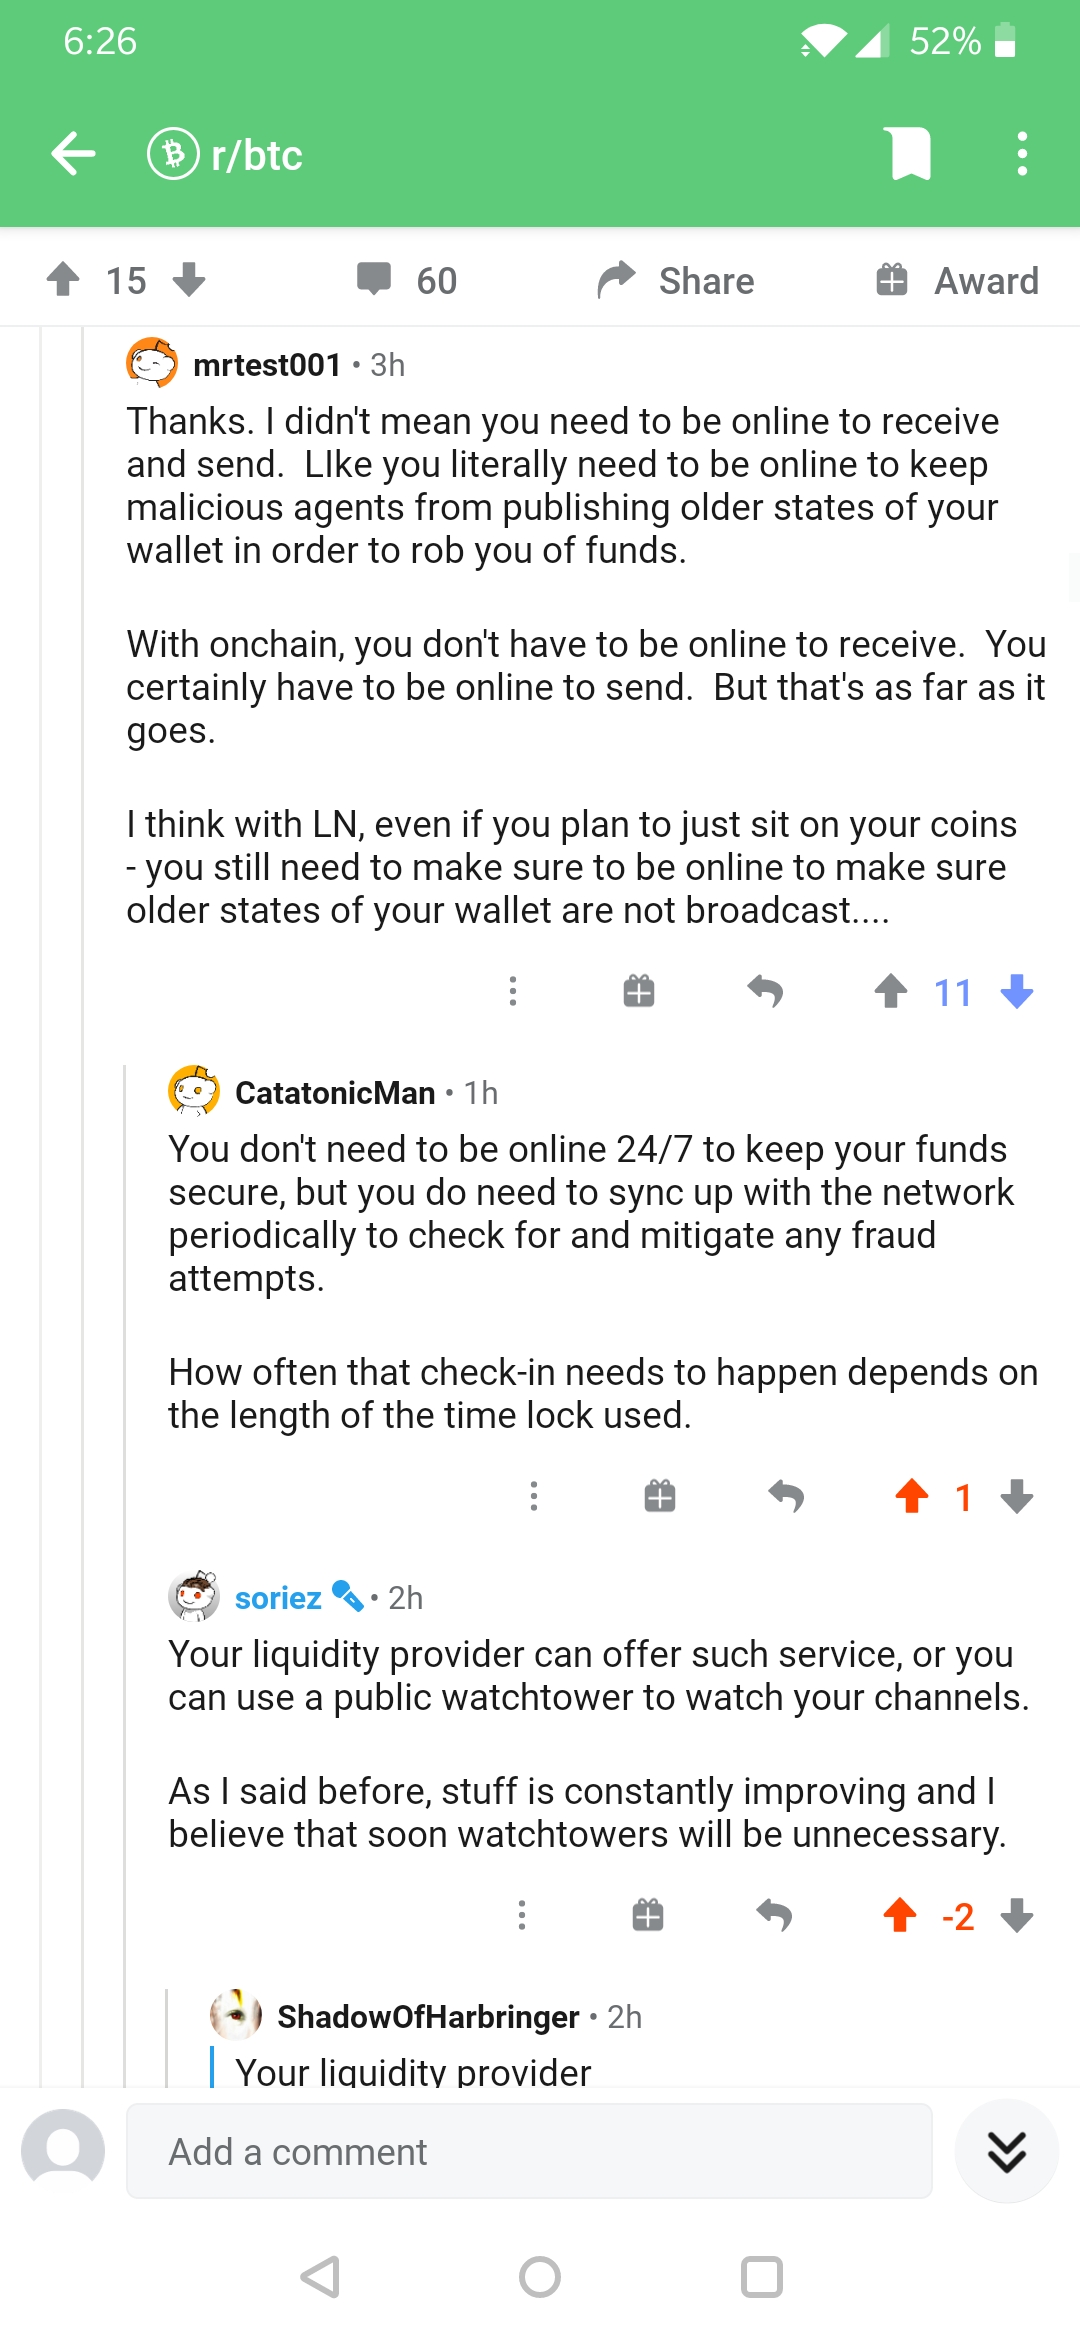 6:26
52%
r/btc
15
60
Share
Award
mrtest001 • 3h
Thanks. I didn't mean you need to be online to receive
and send.  LIke you literally need to be online to keep
malicious agents from publishing older states of your
wallet in order to rob you of funds.
With onchain, you don't have to be online to receive.  You
certainly have to be online to send.  But that's as far as it
goes.
I think with LN, even if you plan to just sit on your coins
- you still need to make sure to be online to make sure
older states of your wallet are not broadcast....
11
CatatonicMan • 1h
You don't need to be online 24/7 to keep your funds
secure, but you do need to sync up with the network
periodically to check for and mitigate any fraud
attempts.
How often that check-in needs to happen depends on
the length of the time lock used.
1
soriez • 2h
Your liquidity provider can offer such service, or you
can use a public watchtower to watch your channels.
As I said before, stuff is constantly improving and I
believe that soon watchtowers will be unnecessary.
-2
ShadowOfHarbringer • 2h
Your liquidity provider
Add a comment